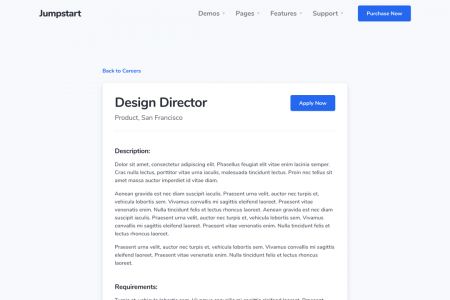 Jumpstart
Demos Pages Features Support Purchase Now
Back to Careers
Design Director
Apply Now
Product, San Francisco
Description:
Dolor sit amet, consectetur adipiscing elit. Phasellus feugiat elit vitae enim lacinia semper.
Cras nulla lectus, porttitor vitae urna iaculis, malesuada tincidunt lectus. Proin nec tellus sit
amet massa auctor imperdiet id vitae diam.
Aenean gravida est nec diam suscipit iaculis. Praesent urna velit, auctor nec turpis et,
vehicula lobortis sem. Vivamus convallis mi sagittis eleifend laoreet. Praesent vitae
venenatis enim. Nulla tincidunt felis et lectus rhoncus laoreet. Aenean gravida est nec diam
suscipit iaculis. Praesent urna velit, auctor nec turpis et, vehicula lobortis sem. Vivamus
convallis mi sagittis eleifend laoreet. Praesent vitae venenatis enim. Nulla tincidunt felis et
lectus rhoncus laoreet.
Praesent urna velit, auctor nec turpis et, vehicula lobortis sem. Vivamus convallis mi sagittis
eleifend laoreet. Praesent vitae venenatis enim. Nulla tincidunt felis et lectus rhoncus
laoreet.
Requirements: